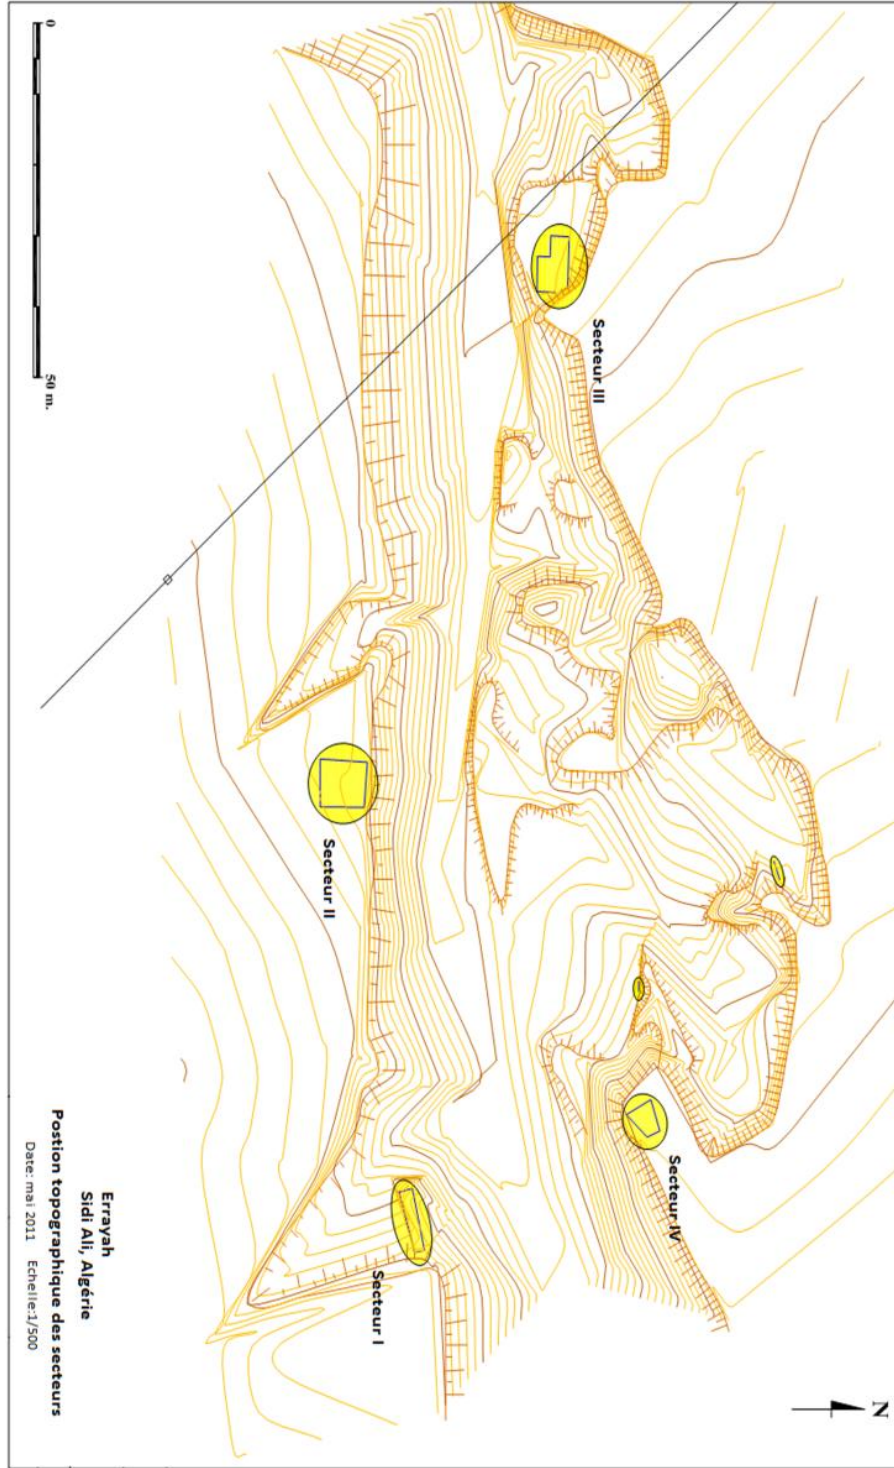 0
50 m.
Secteur III
Secteur II
Secteur IV
Secteur I
N
Errayah
Sidi Ali, Algérie
Postion topographique des secteurs
Date: mai 2011 Echelle:1/500